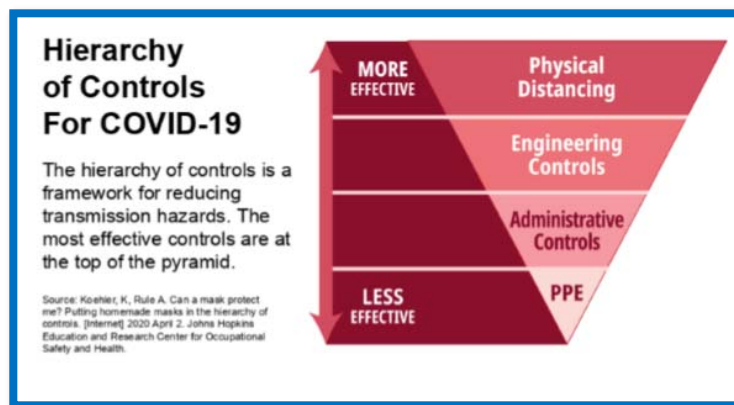 Hierarchy
of Controls
For COVID-19
The hierarchy of controls is a
framework for reducing
transmission hazards. The
most effective controls are at
the top of the pyramid.
Source: Koehler, K, Rule A. Can a mask protect
me? Putting homemade masks in the hierarchy of
controls. [Internet] 2020 April 2. Johns Hopkins
Education and Research Center for Occupational
Safety and Health.
MORE
EFFECTIVE
Physical
Distancing
Engineering
Controls
Administrative
Controls
LESS
EFFECTIVE
PPE